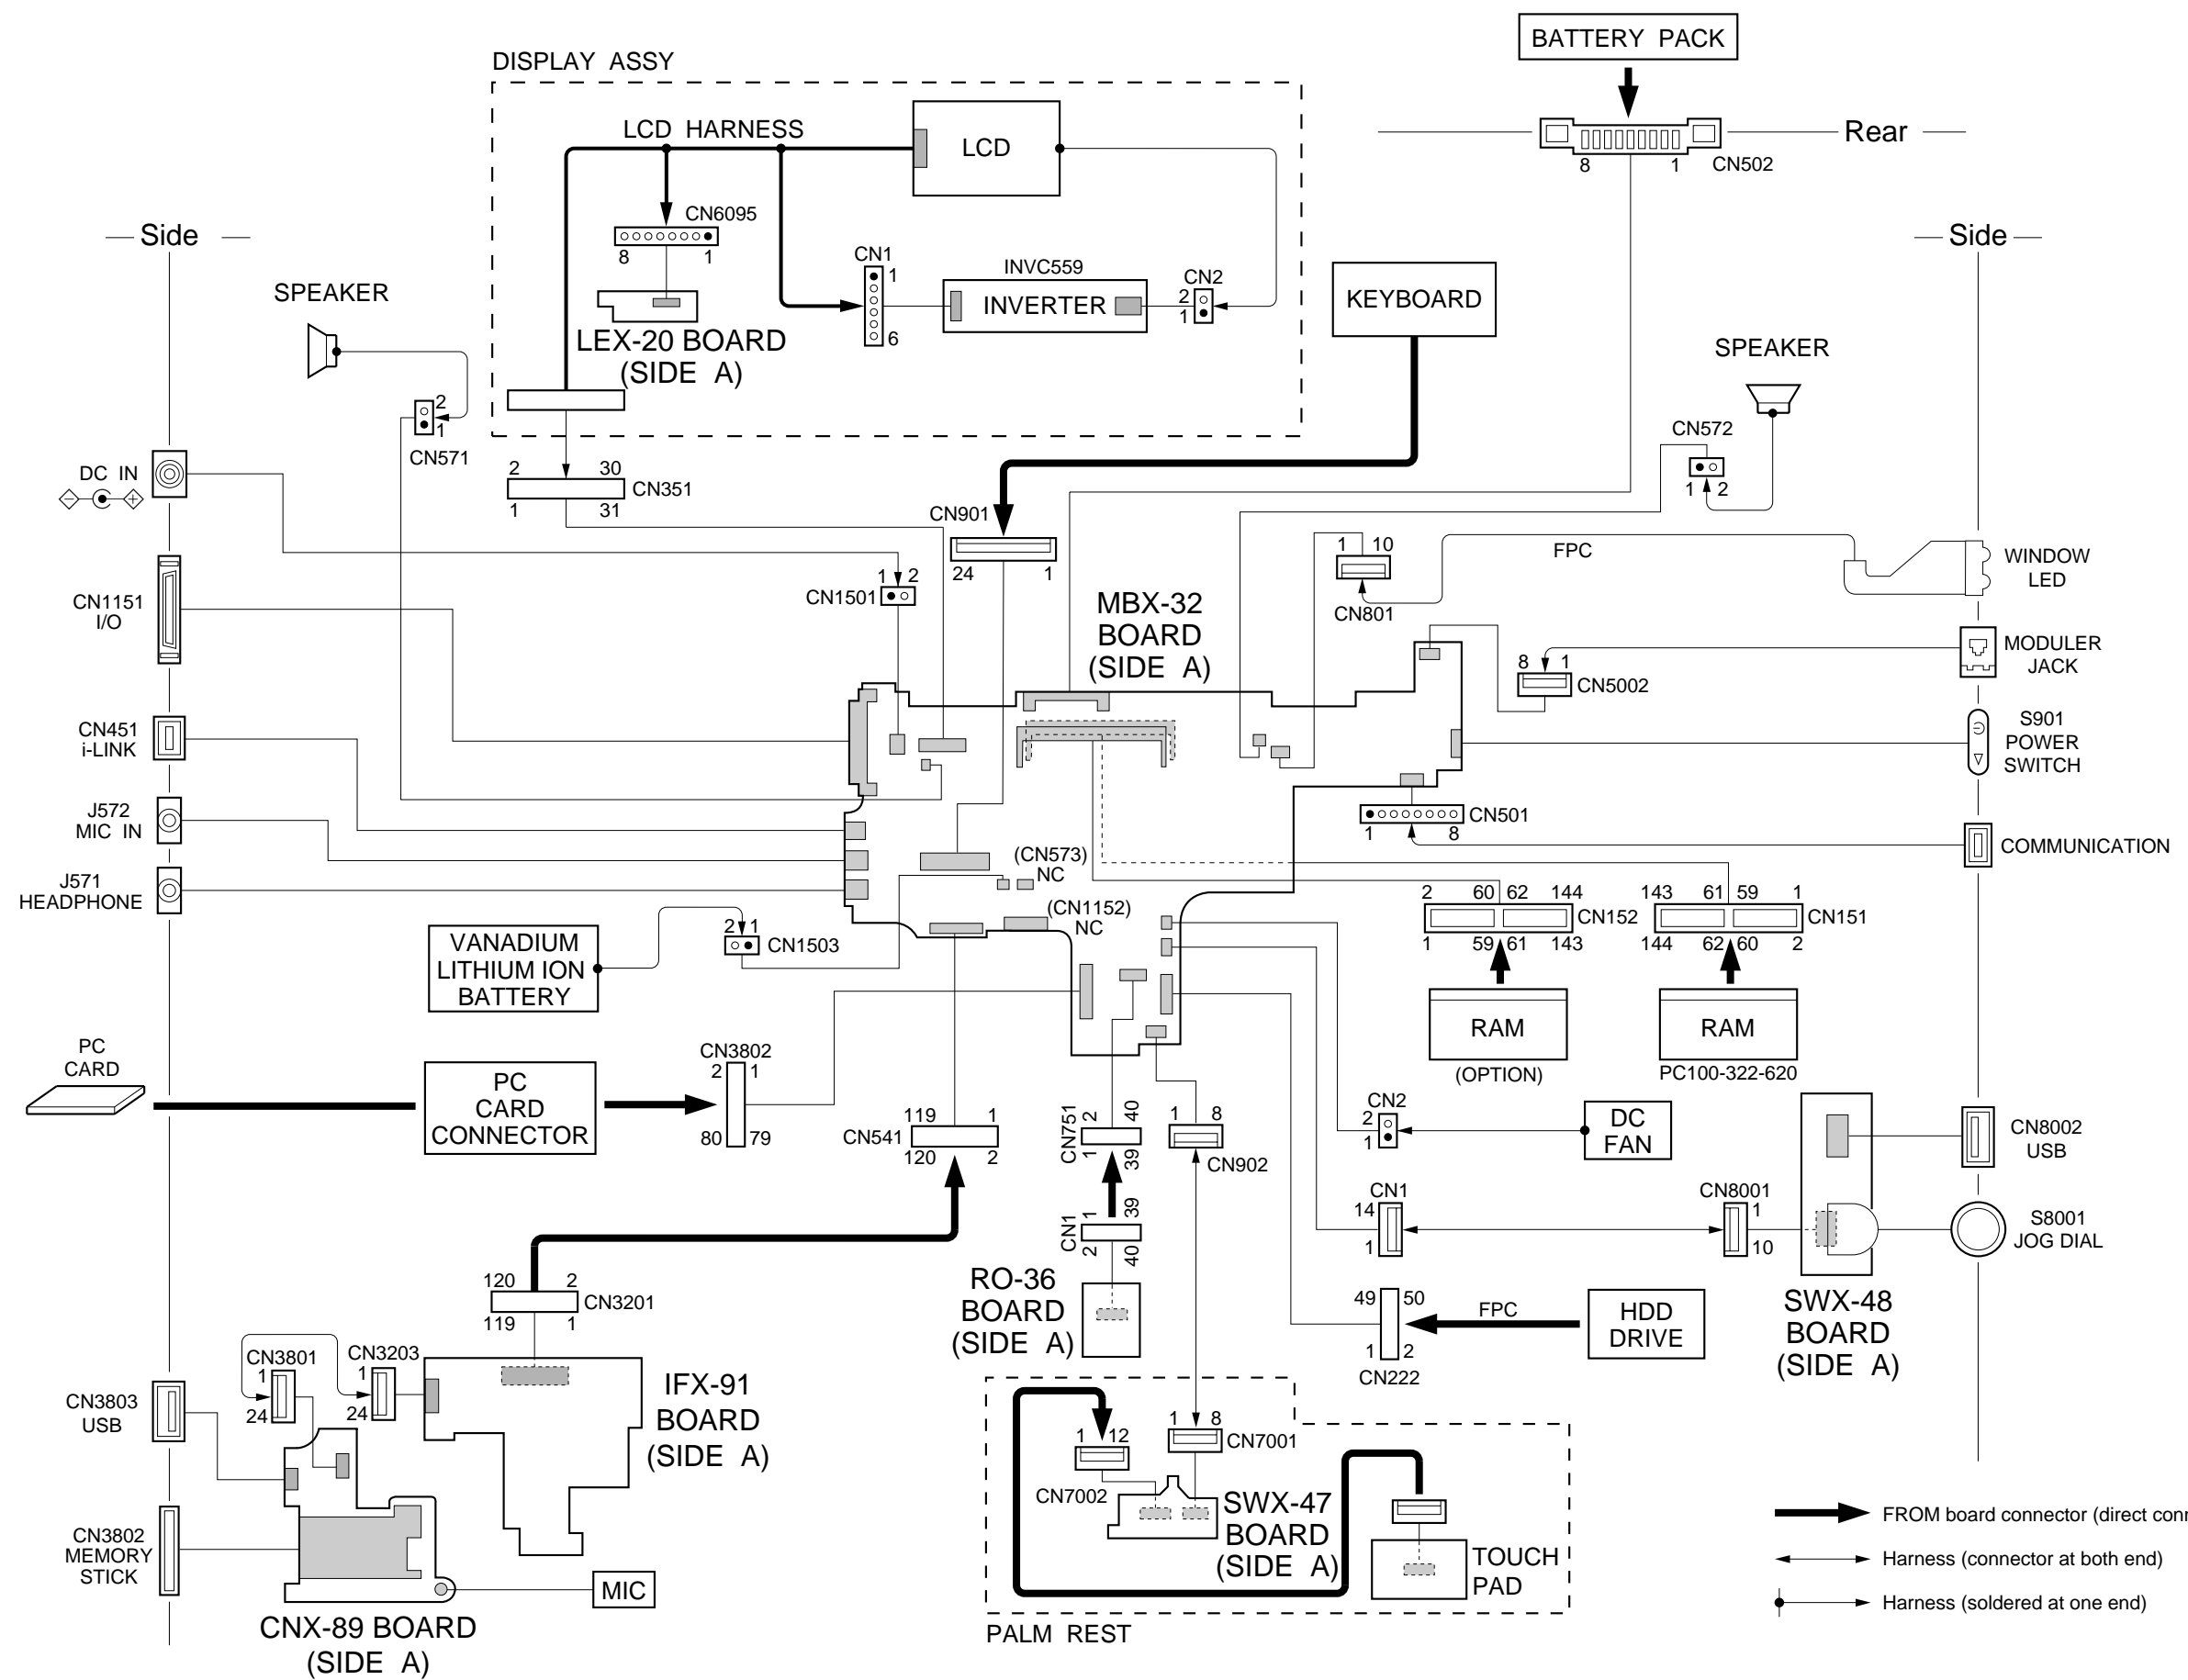 BATTERY PACK
DISPLAY ASSY
LCD HARNESS
LCD
Rear
8 1
CN502
CN6095
8 1
Side
Side
CN1
1
6
INVC559
INVERTER
CN2
2
1
SPEAKER
KEYBOARD
LEX-20 BOARD
(SIDE A)
SPEAKER
2
1
CN571
CN572
1 2
DC IN
2 30
CN351
1 31
CN901
24 1
1 10
CN801
FPC
WINDOW
LED
1 2
CN1501
CN1151
I/O
MBX-32
BOARD
(SIDE A)
8 1
CN5002
MODULER
JACK
CN451
i-LINK
S901
POWER
SWITCH
J572
MIC IN
CN501
1 8
COMMUNICATION
J571
HEADPHONE
(CN573)
NC
(CN1152)
NC
2 60 62 144
CN152
1 59 61 143
143 61 59 1
CN151
144 62 60 2
VANADIUM
LITHIUM ION
BATTERY
2 1
CN1503
RAM
(OPTION)
RAM
PC100-322-620
PC
CARD
PC
CARD
CONNECTOR
CN3802
2 1
80 79
119 1
CN541
120 2
CN751
2 40
1 39
1 8
CN902
CN2
2
1
DC
FAN
CN8002
USB
CN1
1 39
2 40
CN1
14
1
CN8001
1
10
S8001
JOG DIAL
RO-36
BOARD
(SIDE A)
120 2
CN3201
119 1
49 50
1 2
CN222
FPC
HDD
DRIVE
SWX-48
BOARD
(SIDE A)
CN3801
1
24
CN3203
1
24
IFX-91
BOARD
(SIDE A)
CN3803
USB
1 12
CN7002
1 8
CN7001
SWX-47
BOARD
(SIDE A)
TOUCH
PAD
CN3802
MEMORY
STICK
MIC
CNX-89 BOARD
(SIDE A)
PALM REST
FROM board connector (direct
Harness (connector at both end)
Harness (soldered at one end)